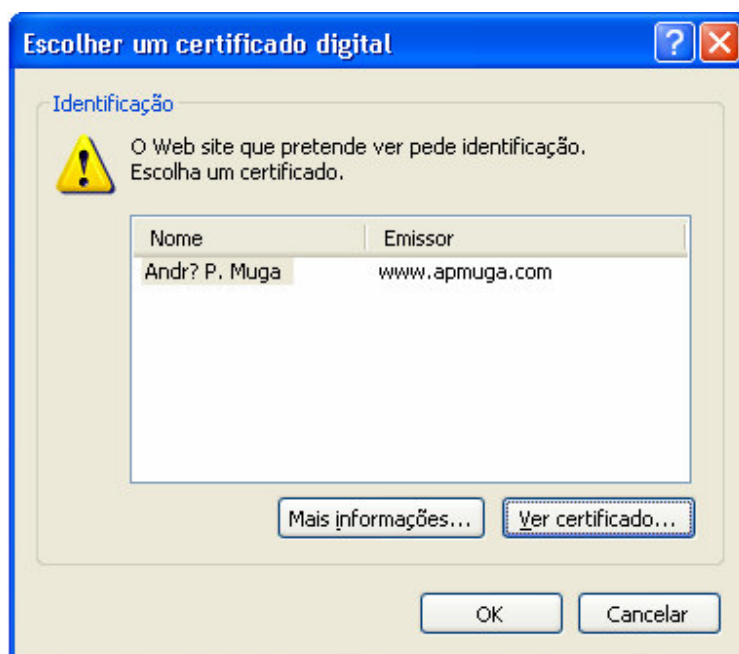 Escolher um certificado digital
Identificação
O Web site que pretende ver pede identificação.
Escolha um certificado.
Nome Emissor
Andr? P. Muga www.apmuga.com
Mais informações... Ver certificado...
OK Cancelar